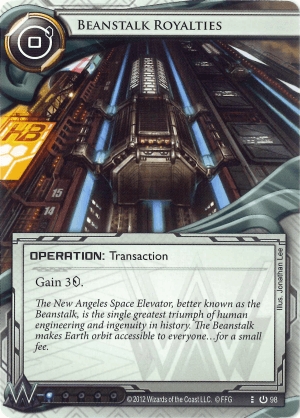 BEANSTALK ROYALTIES
0
HB
15
14
OPERATION: Transaction
Gain 3.
The New Angeles Space Elevator, better known as the
Beanstalk, is the single greatest triumph of human
engineering and ingenuity in history. The Beanstalk
makes Earth orbit accessible to everyone...for a small
fee.
Illus. Jonathan Lee
© 2012 Wizards of the Coast LLC. © FFG
98